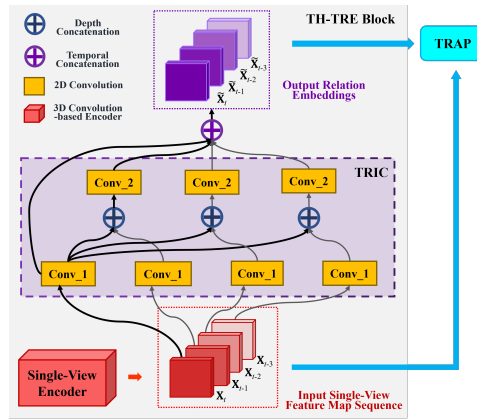 Depth
Concatenation
Temporal
Concatenation
2D Convolution
3D Convolution
-based Encoder
TH-TRE Block
TRAP
X̃t-3
X̃t-2
X̃t-1
X̃t
Output Relation
Embeddings
TRIC
Conv_2
Conv_2
Conv_2
Conv_1
Conv_1
Conv_1
Conv_1
Single-View
Encoder
Xt-3
Xt-2
Xt-1
Xt
Input Single-View
Feature Map Sequence